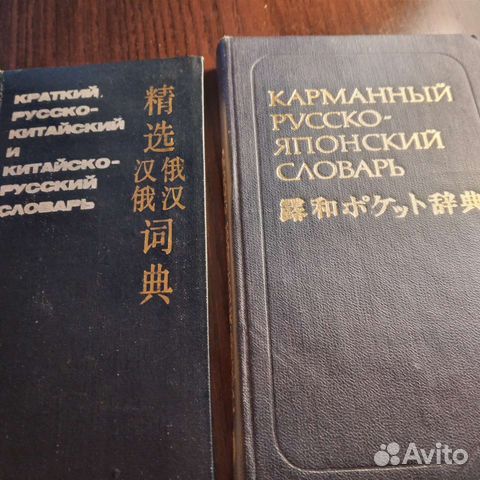 КРАТКИЙ
РУССКО-
КИТАЙСКИЙ
И
КИТАЙСКО-
РУССКИЙ
СЛОВАРЬ
精选
俄汉
汉俄
词典
КАРМАННЫЙ
РУССКО-
ЯПОНСКИЙ
СЛОВАРЬ
露和ポケット辞典
Avito